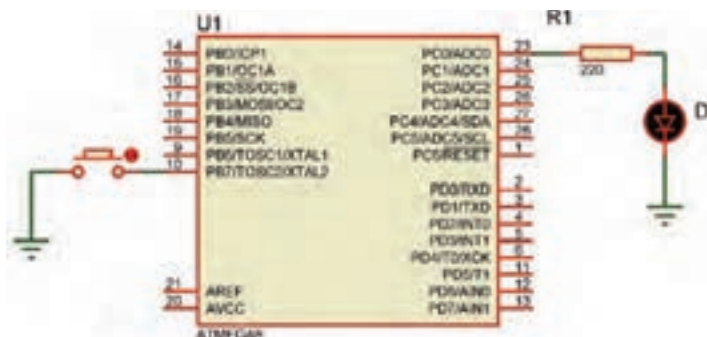 U1
R1
14 PB0/ICP1
15 PB1/OC1A
16 PB2/SS/OC1B
17 PB3/MOSI/OC2
18 PB4/MISO
19 PB5/SCK
9 PB6/TOSC1/XTAL1
10 PB7/TOSC2/XTAL2
21 AREF
20 AVCC
PC0/ADC0 23
PC1/ADC1 24
PC2/ADC2 25
PC3/ADC3 26
PC4/ADC4/SDA 27
PC5/ADC5/SCL 28
PC6/RESET 1
PD0/RXD 2
PD1/TXD 3
PD2/INT0 4
PD3/INT1 5
PD4/T0/XCK 6
PD5/T1 11
PD6/AIN0 12
PD7/AIN1 13
220
D
ATMEGA8